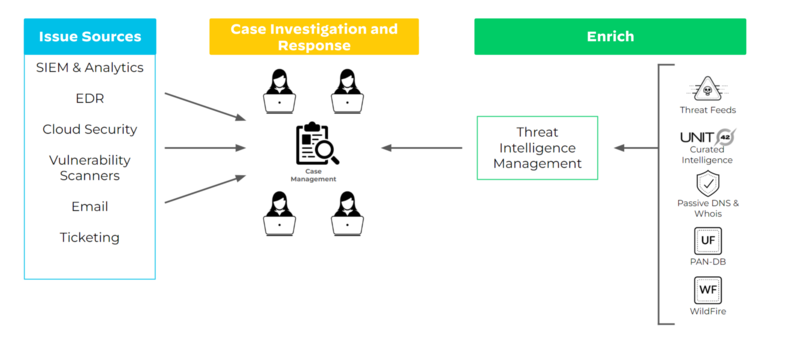 Issue Sources
SIEM & Analytics
EDR
Cloud Security
Vulnerability
Scanners
Email
Ticketing
Case Investigation and
Response
Case
Management
Enrich
Threat
Intelligence
Management
Threat Feeds
UNIT 42
Curated
Intelligence
Passive DNS &
Whois
UF
PAN-DB
WF
WildFire